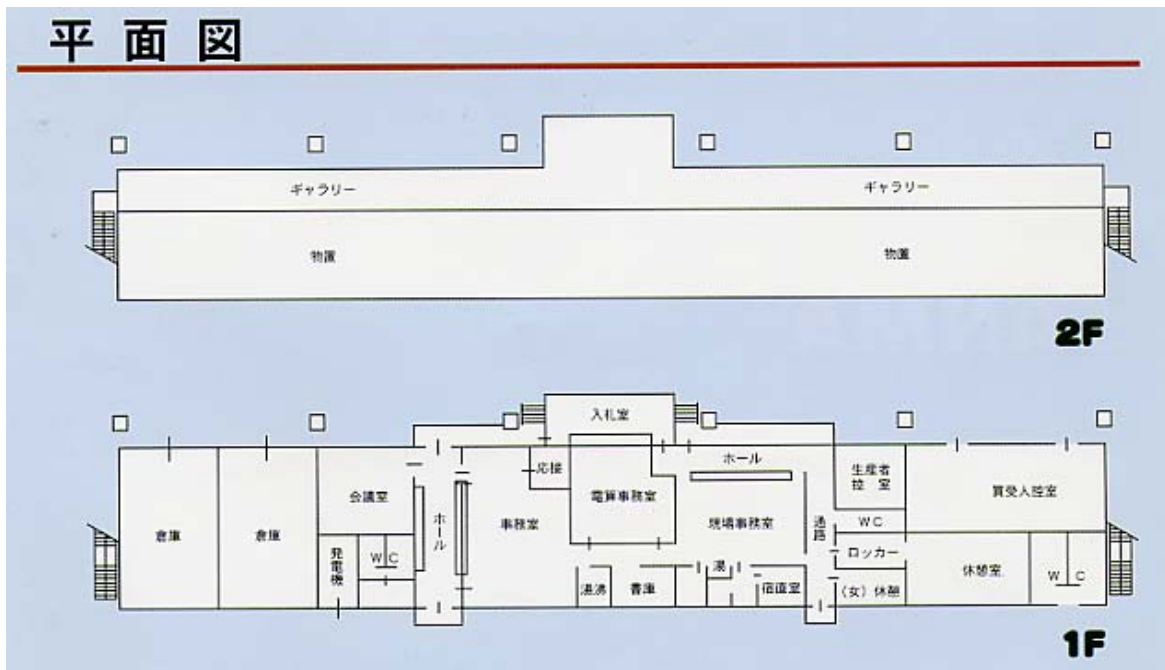 平面図
ギャラリー
ギャラリー
物置
物置
2F
入札室
ホール
応接
生産者
控室
会議室
電算事務室
買受人控室
倉庫
倉庫
ホール
事務室
現場事務室
通路
WC
発電機
WC
ロッカー
休憩室
WC
湯沸
書庫
湯
宿直室
(女)休憩
1F